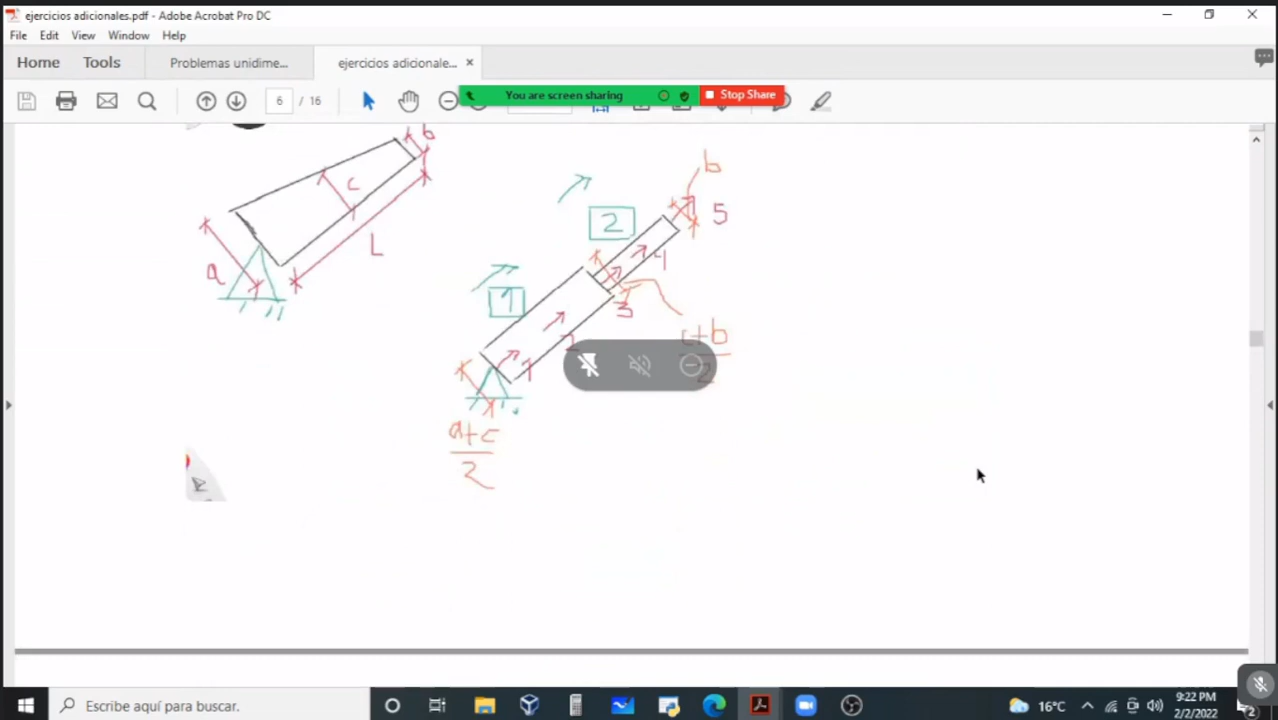 ejercicios adicionales.pdf - Adobe Acrobat Pro DC
File Edit View Window Help
Home Tools Problemas unidime... ejercicios adicionale... ×
6 / 16
You are screen sharing Stop Share
b
c
L
a
b
2
5
4
1
3
c+b
2
2
1
a+c
2
Escribe aquí para buscar.
16°C
9:22 PM
2/2/2022
2